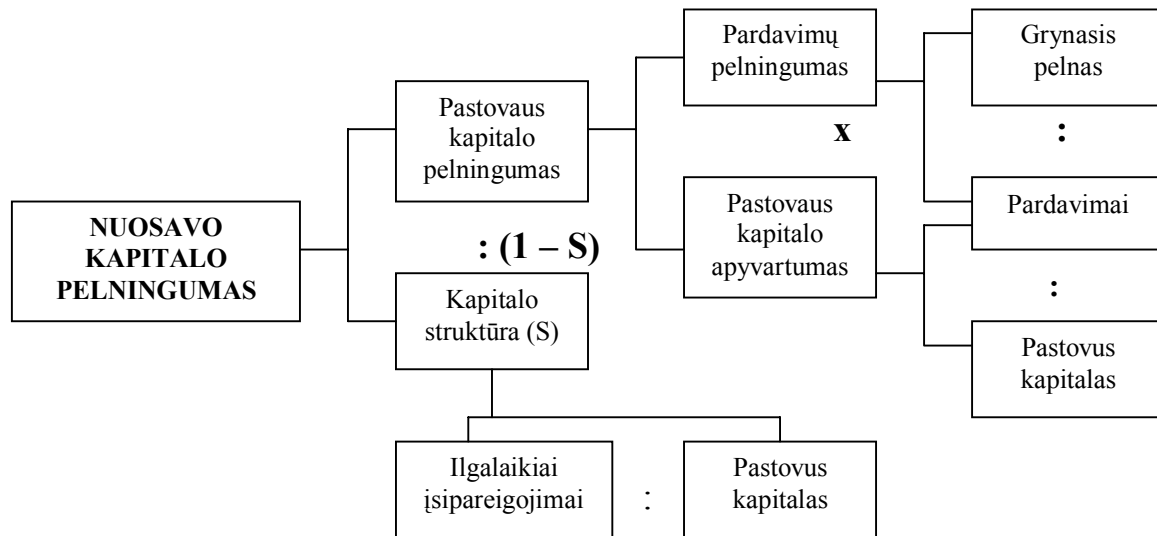 Pardavimų
pelningumas
Grynasis
pelnas
Pastovaus
kapitalo
pelningumas
x
:
NUOSAVO
KAPITALO
PELNINGUMAS
Pastovaus
kapitalo
apyvartumas
Pardavimai
: (1 – S)
:
Kapitalo
struktūra (S)
Pastovus
kapitalas
Ilgalaikiai
įsipareigojimai
:
Pastovus
kapitalas